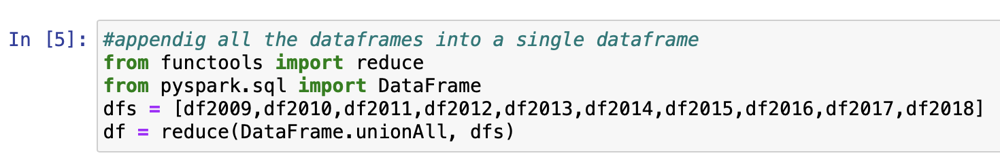 In [5]: #appendig all the dataframes into a single dataframe
from functools import reduce
from pyspark.sql import DataFrame
dfs = [df2009,df2010,df2011,df2012,df2013,df2014,df2015,df2016,df2017,df2018]
df = reduce(DataFrame.unionAll, dfs)